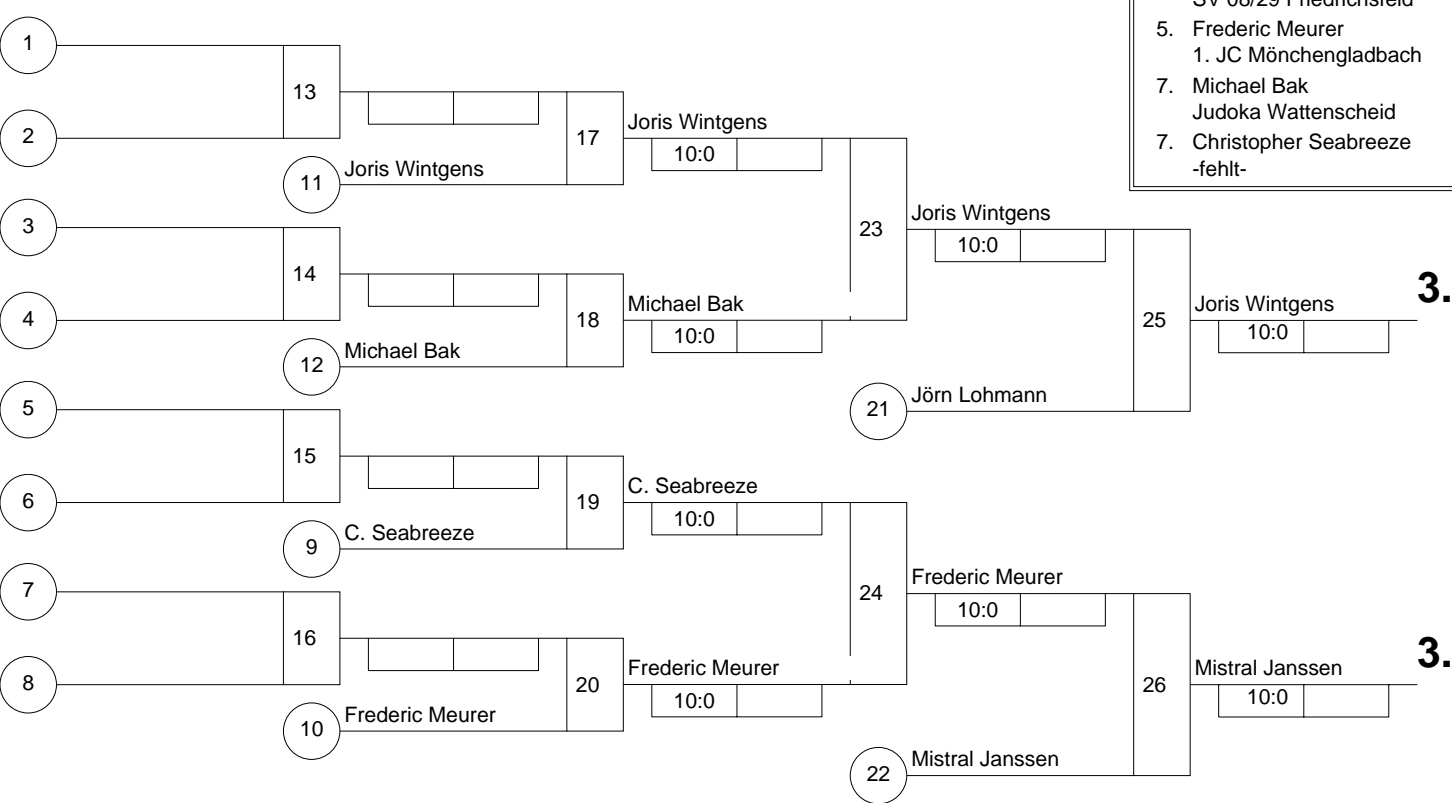 SV 08/29 Friedrichsfeld
5. Frederic Meurer
1. JC Mönchengladbach
7. Michael Bak
Judoka Wattenscheid
7. Christopher Seabreeze
-fehlt-
1
13
2
17
Joris Wintgens
10:0
11
Joris Wintgens
3
23
Joris Wintgens
10:0
14
4
18
Michael Bak
10:0
25
Joris Wintgens
10:0
3.
12
Michael Bak
5
21
Jörn Lohmann
15
6
19
C. Seabreeze
10:0
9
C. Seabreeze
7
24
Frederic Meurer
10:0
16
8
20
Frederic Meurer
10:0
26
Mistral Janssen
10:0
3.
10
Frederic Meurer
22
Mistral Janssen